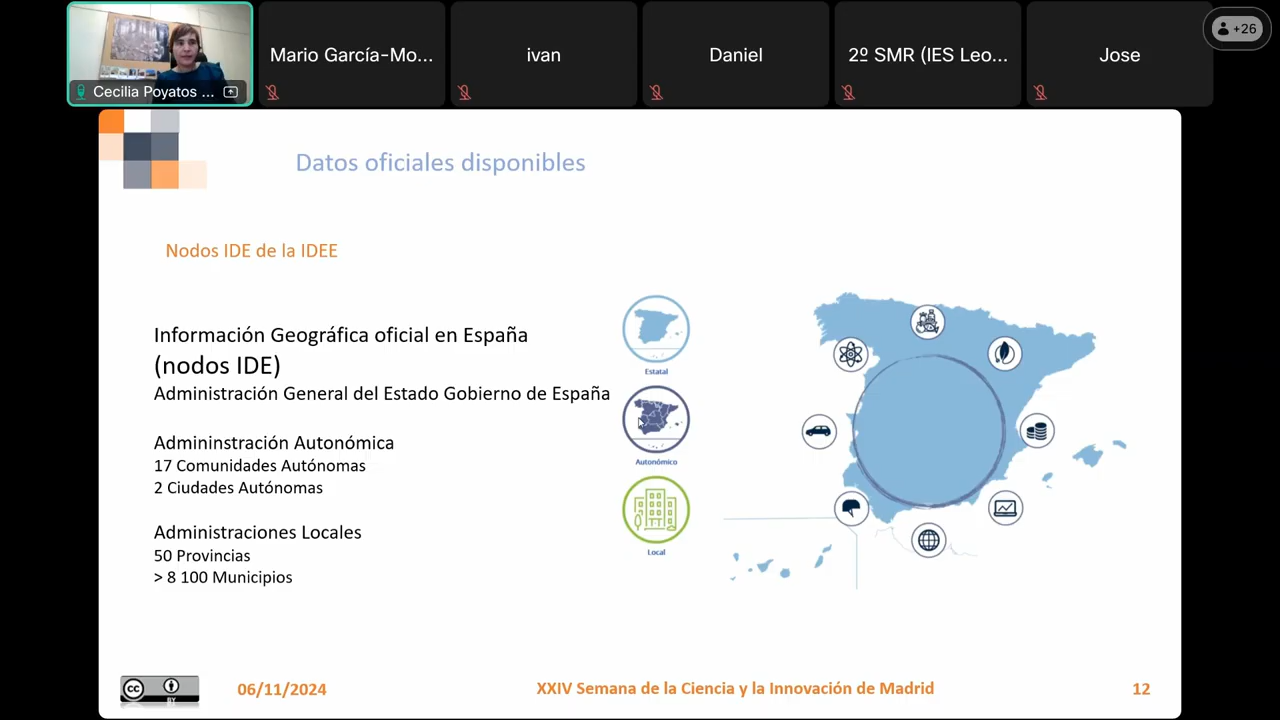 Cecilia Poyatos ...
Mario García-Mo...
ivan
Daniel
2º SMR (IES Leo...
Jose
+26
Datos oficiales disponibles
Nodos IDE de la IDEE
Información Geográfica oficial en España
(nodos IDE)
Administración General del Estado Gobierno de España
Admininstración Autonómica
17 Comunidades Autónomas
2 Ciudades Autónomas
Administraciones Locales
50 Provincias
> 8 100 Municipios
Estatal
Autonómico
Local
cc
BY
06/11/2024
XXIV Semana de la Ciencia y la Innovación de Madrid
12